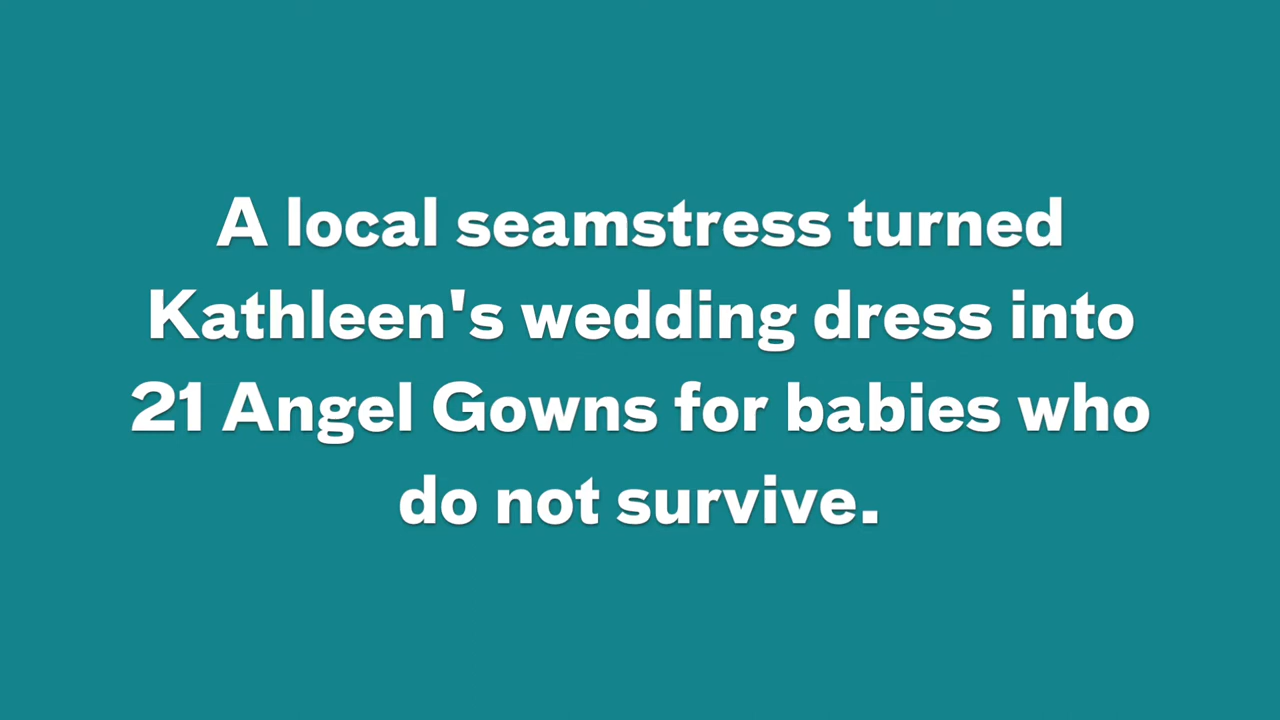 A local seamstress turned
Kathleen's wedding dress into
21 Angel Gowns for babies who
do not survive.